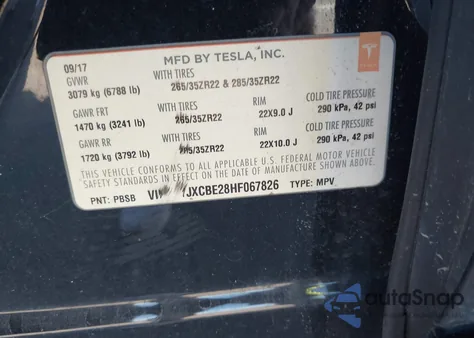 09/17 MFD BY TESLA, INC. TESLA
GVWR WITH TIRES
3079 kg (6788 lb) 265/35ZR22 & 285/35ZR22
GAWR FRT WITH TIRES RIM COLD TIRE PRESSURE
1470 kg (3241 lb) 265/35ZR22 22X9.0 J 290 kPa, 42 psi
GAWR RR WITH TIRES RIM COLD TIRE PRESSURE
1720 kg (3792 lb) 22X10.0 J 290 kPa, 42 psi
THIS VEHICLE CONFORMS TO ALL APPLICABLE U.S. FEDERAL MOTOR VEHICLE
SAFETY STANDARDS IN EFFECT ON THE DATE OF MANUFACTURE SHOWN ABOVE.
PNT: PBSB JXCBE28HF067826 TYPE: MPV
autoSnap